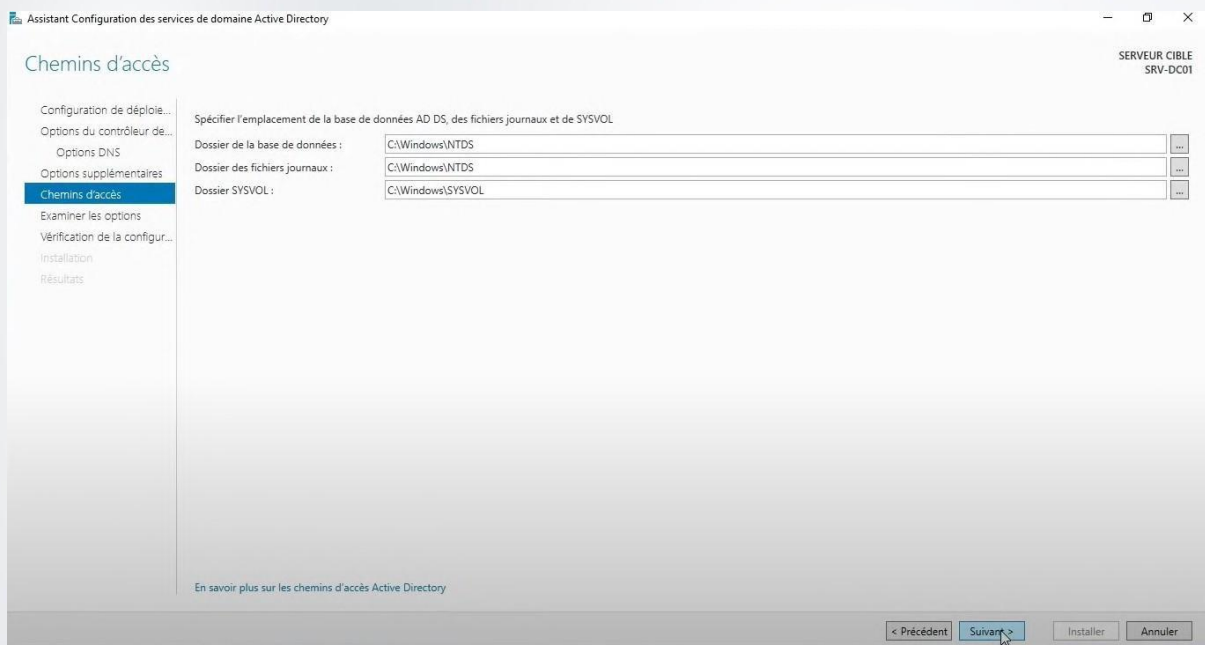 Assistant Configuration des services de domaine Active Directory
Chemins d'accès
SERVEUR CIBLE
SRV-DC01
Configuration de déploie...
Options du contrôleur de...
Options DNS
Options supplémentaires
Chemins d'accès
Examiner les options
Vérification de la configur...
Installation
Résultats
Spécifier l'emplacement de la base de données AD DS, des fichiers journaux et de SYSVOL
Dossier de la base de données : C:\Windows\NTDS ...
Dossier des fichiers journaux : C:\Windows\NTDS ...
Dossier SYSVOL : C:\Windows\SYSVOL ...
En savoir plus sur les chemins d'accès Active Directory
< Précédent Suivant > Installer Annuler